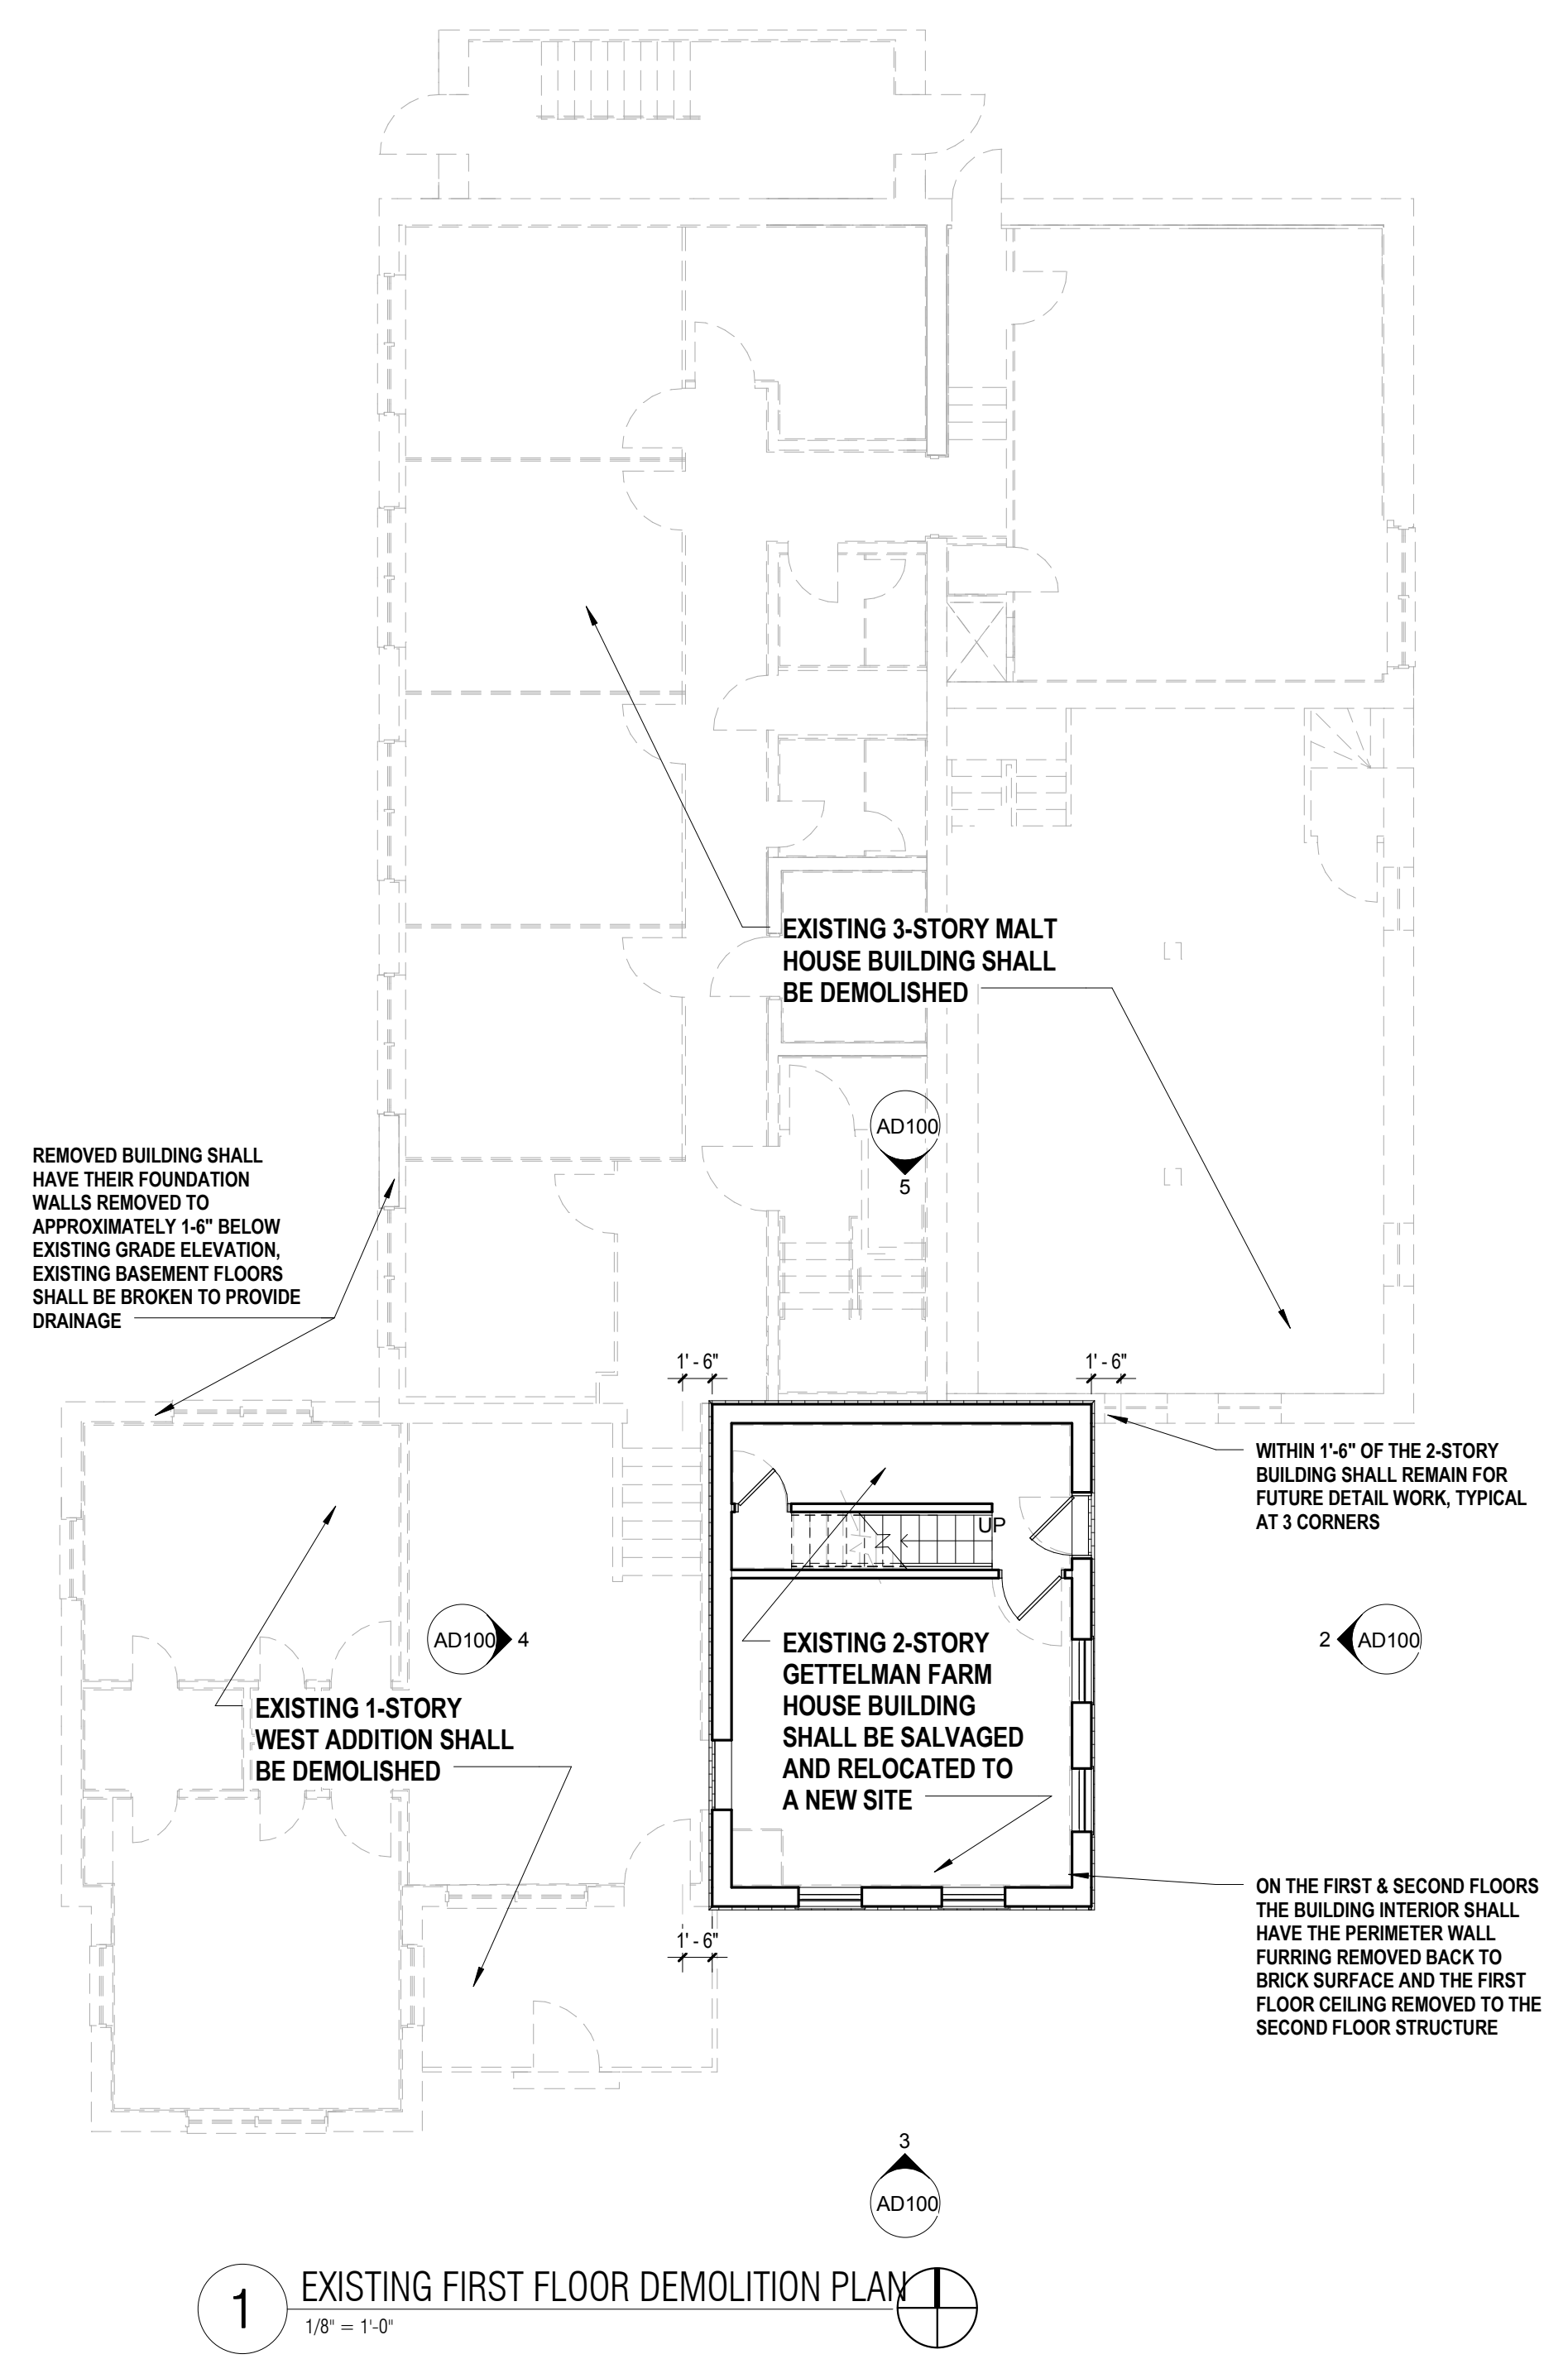 EXISTING 3-STORY MALT
HOUSE BUILDING SHALL
BE DEMOLISHED
AD100
5
REMOVED BUILDING SHALL
HAVE THEIR FOUNDATION
WALLS REMOVED TO
APPROXIMATELY 1-6" BELOW
EXISTING GRADE ELEVATION,
EXISTING BASEMENT FLOORS
SHALL BE BROKEN TO PROVIDE
DRAINAGE
1' - 6"
1' - 6"
WITHIN 1'-6" OF THE 2-STORY
BUILDING SHALL REMAIN FOR
FUTURE DETAIL WORK, TYPICAL
AT 3 CORNERS
UP
AD100
4
2
AD100
EXISTING 2-STORY
GETTELMAN FARM
HOUSE BUILDING
SHALL BE SALVAGED
AND RELOCATED TO
A NEW SITE
EXISTING 1-STORY
WEST ADDITION SHALL
BE DEMOLISHED
ON THE FIRST & SECOND FLOORS
THE BUILDING INTERIOR SHALL
HAVE THE PERIMETER WALL
FURRING REMOVED BACK TO
BRICK SURFACE AND THE FIRST
FLOOR CEILING REMOVED TO THE
SECOND FLOOR STRUCTURE
1' - 6"
3
AD100
1
EXISTING FIRST FLOOR DEMOLITION PLAN
1/8" = 1'-0"